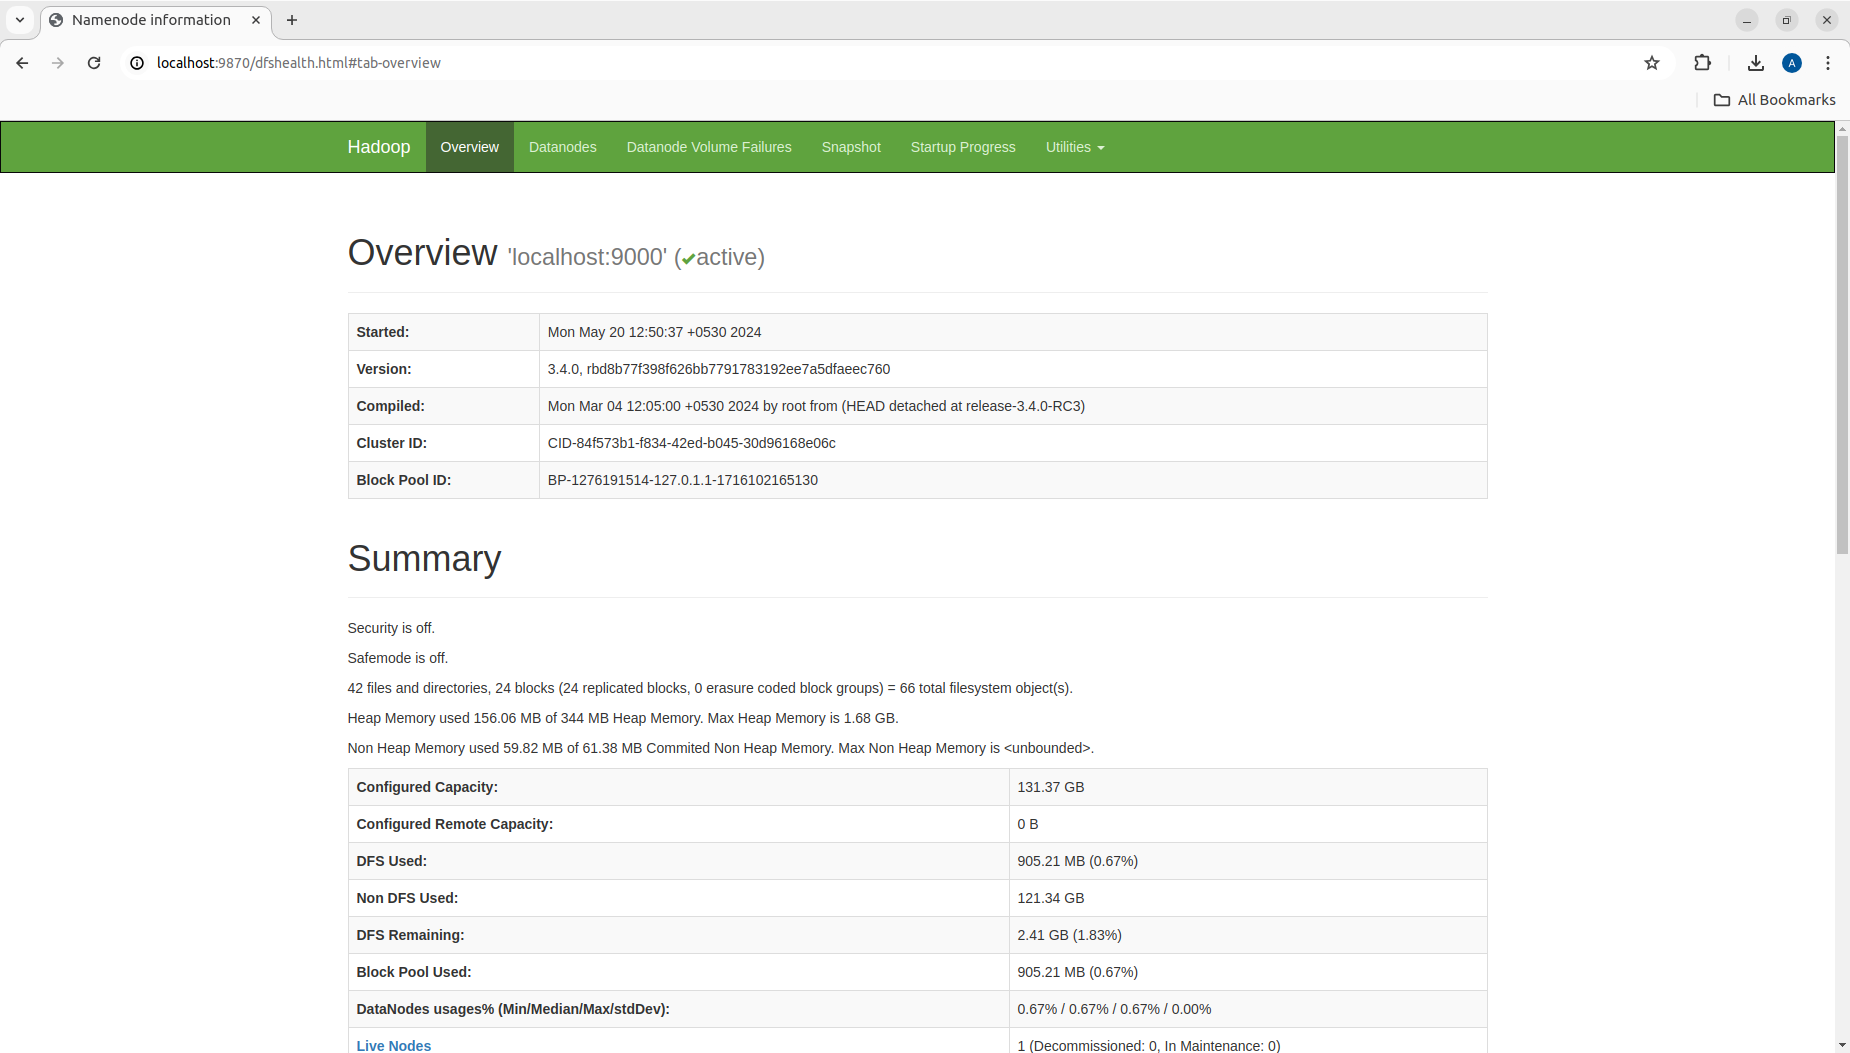 Namenode information
localhost:9870/dfshealth.html#tab-overview
A
All Bookmarks
Hadoop Overview Datanodes Datanode Volume Failures Snapshot Startup Progress Utilities
Overview 'localhost:9000' (✔active)
Started: Mon May 20 12:50:37 +0530 2024
Version: 3.4.0, rbd8b77f398f626bb7791783192ee7a5dfaeec760
Compiled: Mon Mar 04 12:05:00 +0530 2024 by root from (HEAD detached at release-3.4.0-RC3)
Cluster ID: CID-84f573b1-f834-42ed-b045-30d96168e06c
Block Pool ID: BP-1276191514-127.0.1.1-1716102165130
Summary
Security is off.
Safemode is off.
42 files and directories, 24 blocks (24 replicated blocks, 0 erasure coded block groups) = 66 total filesystem object(s).
Heap Memory used 156.06 MB of 344 MB Heap Memory. Max Heap Memory is 1.68 GB.
Non Heap Memory used 59.82 MB of 61.38 MB Commited Non Heap Memory. Max Non Heap Memory is <unbounded>.
Configured Capacity: 131.37 GB
Configured Remote Capacity: 0 B
DFS Used: 905.21 MB (0.67%)
Non DFS Used: 121.34 GB
DFS Remaining: 2.41 GB (1.83%)
Block Pool Used: 905.21 MB (0.67%)
DataNodes usages% (Min/Median/Max/stdDev): 0.67% / 0.67% / 0.67% / 0.00%
Live Nodes 1 (Decommissioned: 0, In Maintenance: 0)